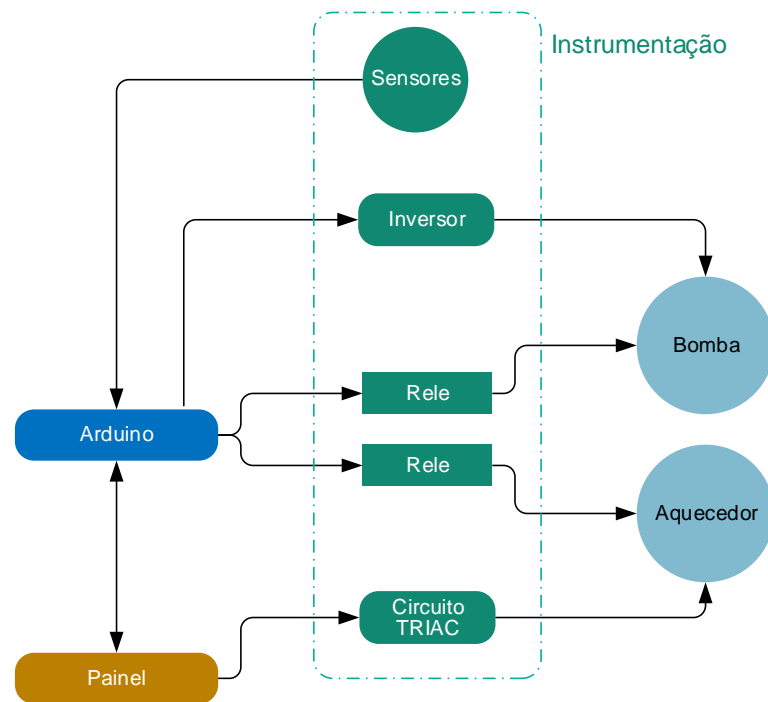 Instrumentação
Sensores
Inversor
Bomba
Rele
Arduino
Rele
Aquecedor
Circuito
TRIAC
Painel